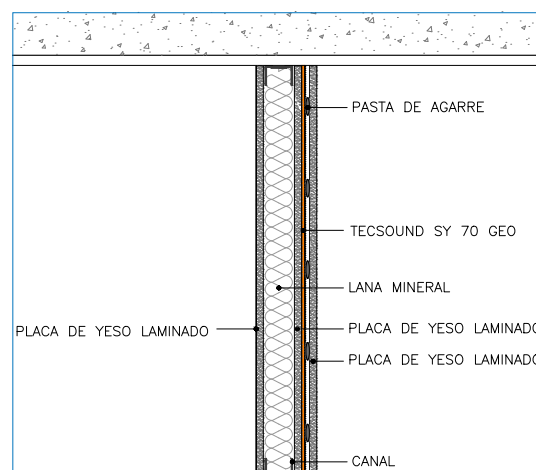 PASTA DE AGARRE
TECSOUND SY 70 GEO
LANA MINERAL
PLACA DE YESO LAMINADO
PLACA DE YESO LAMINADO
PLACA DE YESO LAMINADO
CANAL